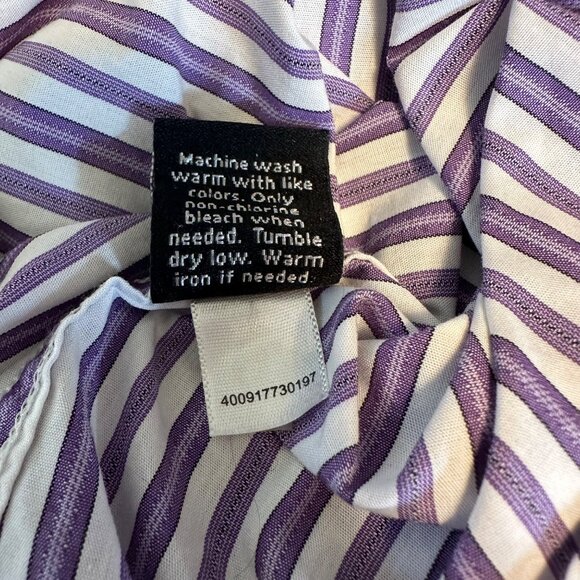 Machine wash
warm with like
colors. Only
non-chlorine
bleach when
needed. Tumble
dry low. Warm
iron if needed.
400917730197